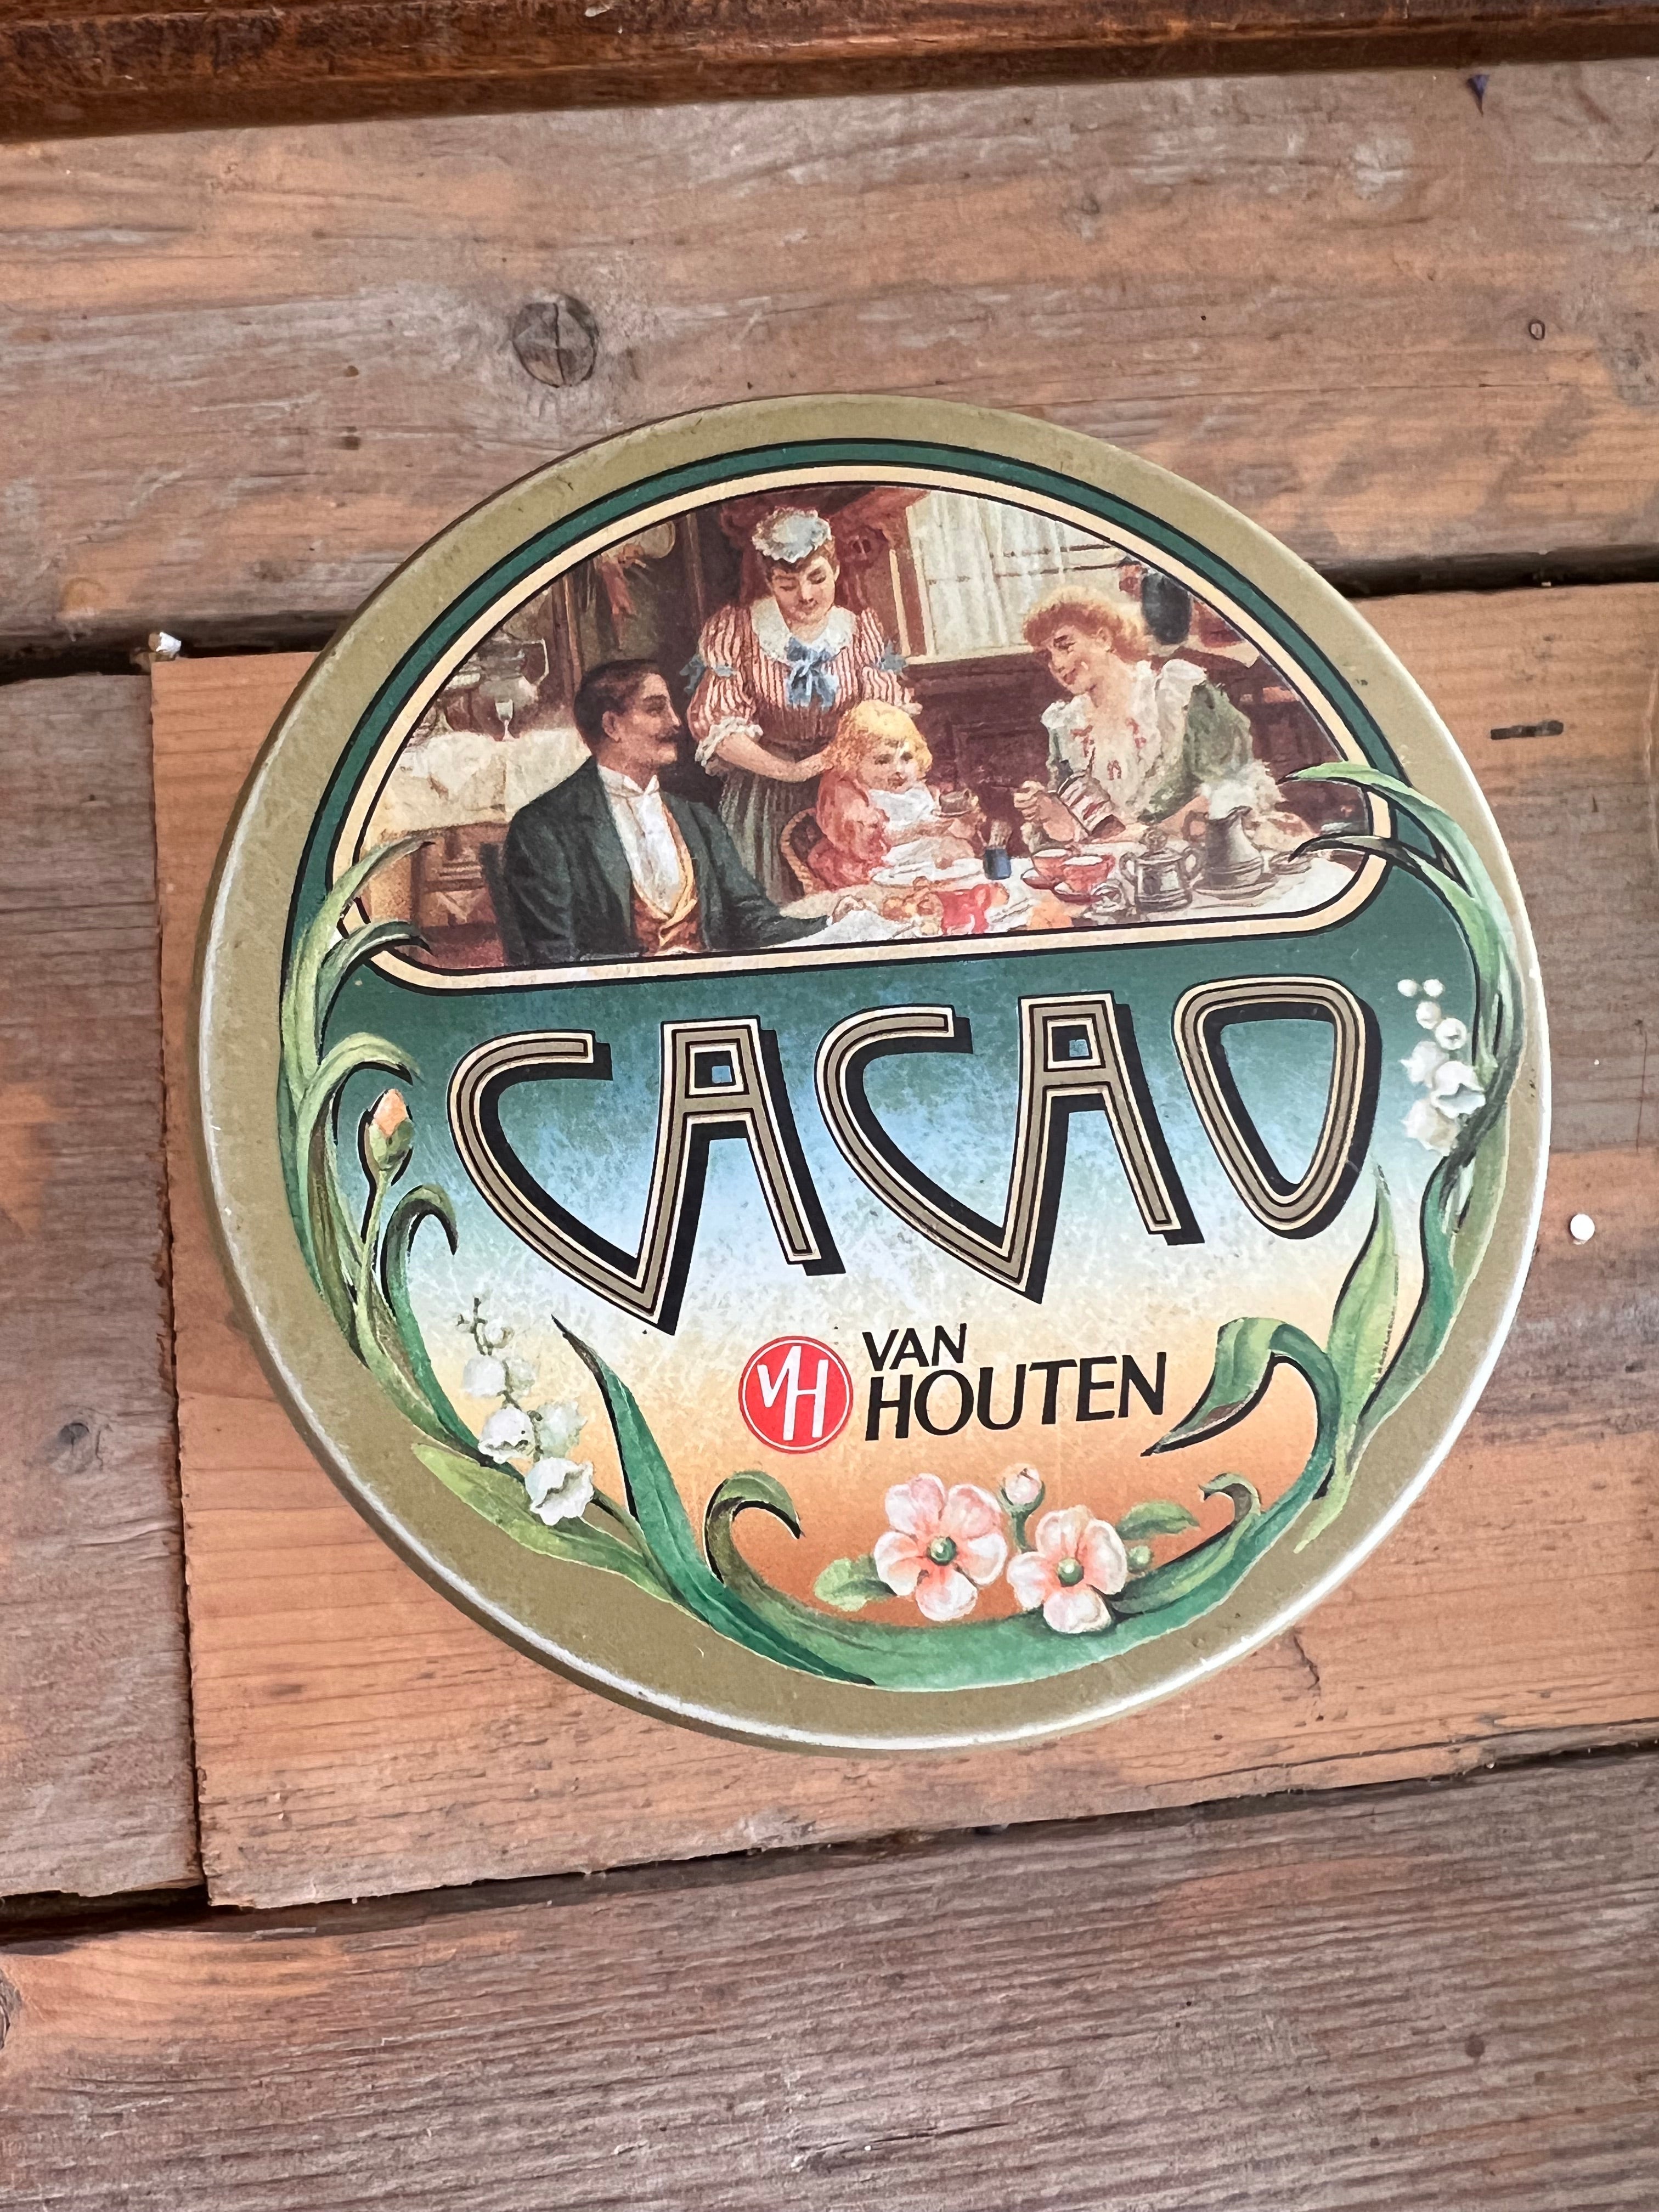 CACAO
VH
VAN
HOUTEN